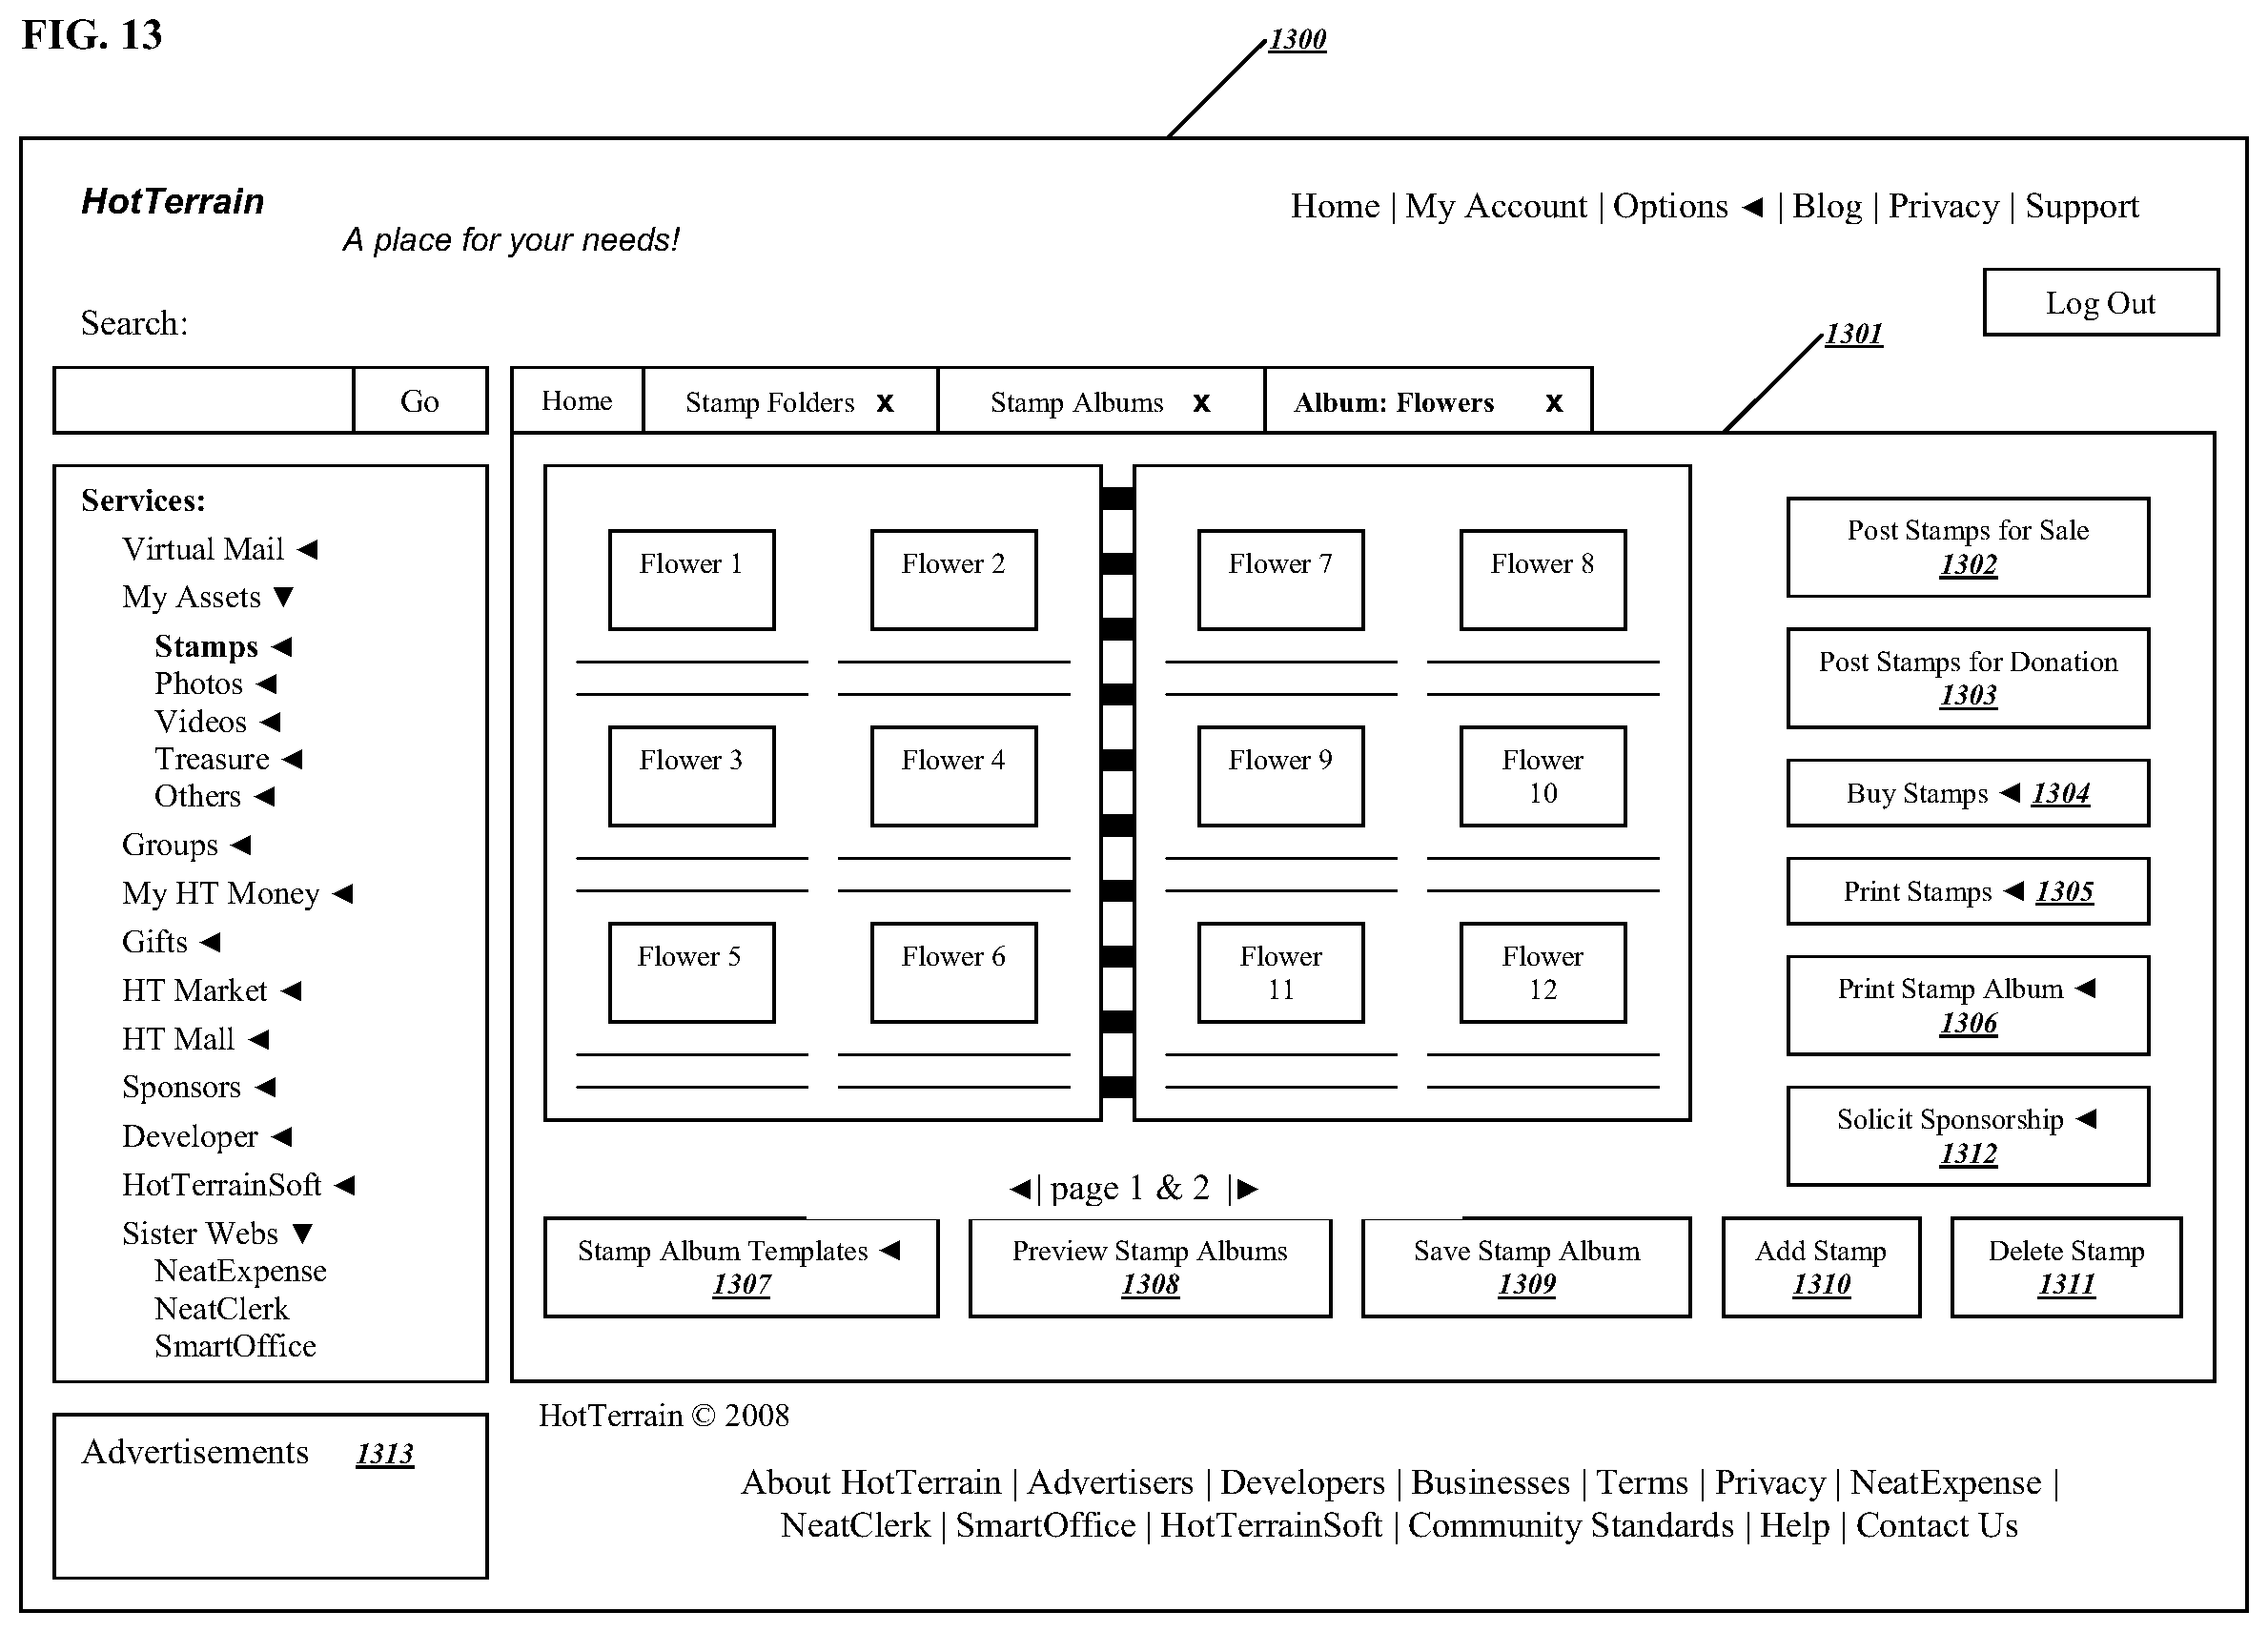 FIG. 13
1300
HotTerrain
A place for your needs!
Home | My Account | Options ◄ | Blog | Privacy | Support
Log Out
Search:
Go
1301
Home
Stamp Folders x
Stamp Albums x
Album: Flowers x
Services:
Virtual Mail ◄
My Assets ▼
Stamps ◄
Photos ◄
Videos ◄
Treasure ◄
Others ◄
Groups ◄
My HT Money ◄
Gifts ◄
HT Market ◄
HT Mall ◄
Sponsors ◄
Developer ◄
HotTerrainSoft ◄
Sister Webs ▼
NeatExpense
NeatClerk
SmartOffice
Advertisements 1313
Flower 1
Flower 2
Flower 3
Flower 4
Flower 5
Flower 6
Flower 7
Flower 8
Flower 9
Flower
10
Flower
11
Flower
12
◄| page 1 & 2 |►
Post Stamps for Sale
1302
Post Stamps for Donation
1303
Buy Stamps ◄ 1304
Print Stamps ◄ 1305
Print Stamp Album ◄
1306
Solicit Sponsorship ◄
1312
Stamp Album Templates ◄
1307
Preview Stamp Albums
1308
Save Stamp Album
1309
Add Stamp
1310
Delete Stamp
1311
HotTerrain © 2008
About HotTerrain | Advertisers | Developers | Businesses | Terms | Privacy | NeatExpense |
NeatClerk | SmartOffice | HotTerrainSoft | Community Standards | Help | Contact Us